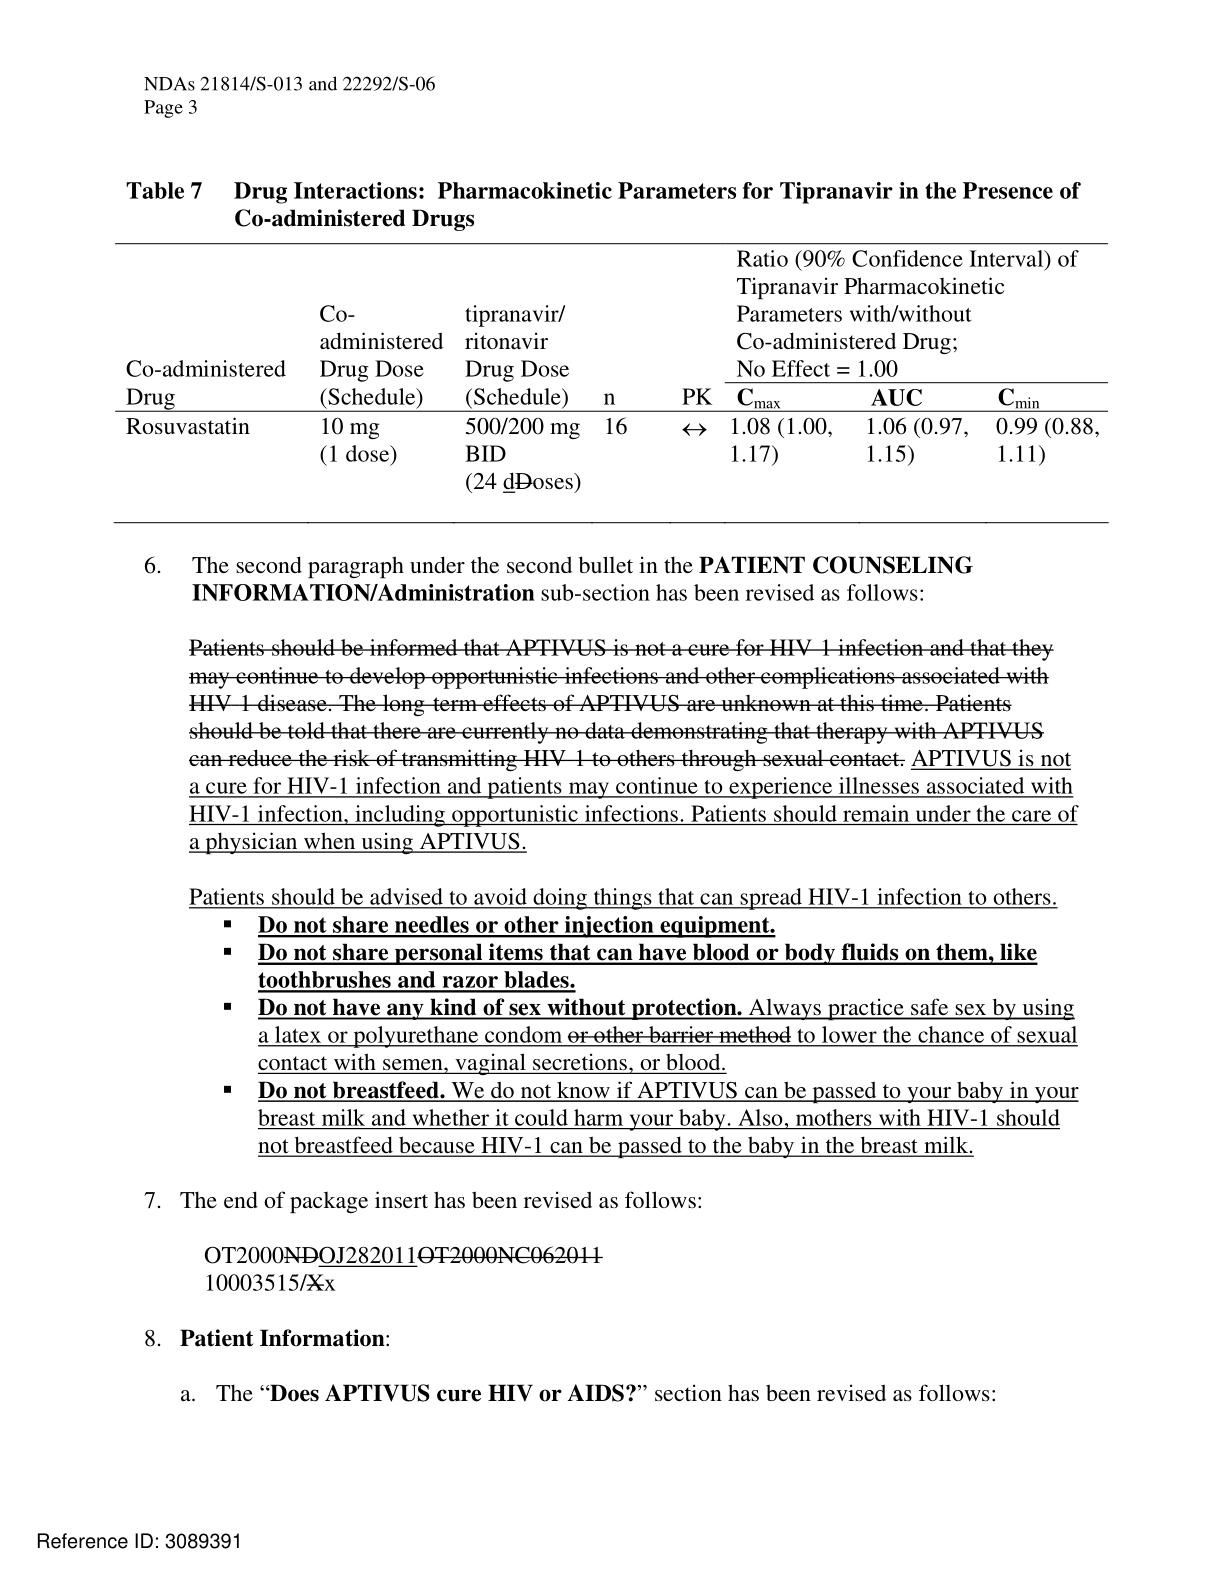 NDAs 21814/S-013 and 22292/S-06
Page 3
Table 7 Drug Interactions: Pharmacokinetic Parameters for Tipranavir in the Presence of
Co-administered Drugs
Co-administered
Drug
Co-
administered
Drug Dose
(Schedule)
tipranavir/
ritonavir
Drug Dose
(Schedule)
n
PK
Ratio (90% Confidence Interval) of
Tipranavir Pharmacokinetic
Parameters with/without
Co-administered Drug;
No Effect = 1.00
Cmax AUC Cmin
Rosuvastatin 10 mg 500/200 mg 16 ↔ 1.08 (1.00, 1.06 (0.97, 0.99 (0.88,
(1 dose) BID 1.17) 1.15) 1.11)
(24 dDoses)
6. The second paragraph under the second bullet in the PATIENT COUNSELING
INFORMATION/Administration sub-section has been revised as follows:
Patients should be informed that APTIVUS is not a cure for HIV-1 infection and that they
may continue to develop opportunistic infections and other complications associated with
HIV-1 disease. The long-term effects of APTIVUS are unknown at this time. Patients
should be told that there are currently no data demonstrating that therapy with APTIVUS
can reduce the risk of transmitting HIV-1 to others through sexual contact. APTIVUS is not
a cure for HIV-1 infection and patients may continue to experience illnesses associated with
HIV-1 infection, including opportunistic infections. Patients should remain under the care of
a physician when using APTIVUS.
Patients should be advised to avoid doing things that can spread HIV-1 infection to others.
▪ Do not share needles or other injection equipment.
▪ Do not share personal items that can have blood or body fluids on them, like
toothbrushes and razor blades.
▪ Do not have any kind of sex without protection. Always practice safe sex by using
a latex or polyurethane condom or other barrier method to lower the chance of sexual
contact with semen, vaginal secretions, or blood.
▪ Do not breastfeed. We do not know if APTIVUS can be passed to your baby in your
breast milk and whether it could harm your baby. Also, mothers with HIV-1 should
not breastfeed because HIV-1 can be passed to the baby in the breast milk.
7. The end of package insert has been revised as follows:
OT2000NDOJ282011OT2000NC062011
10003515/Xx
8. Patient Information:
a. The “Does APTIVUS cure HIV or AIDS?” section has been revised as follows:
Reference ID: 3089391